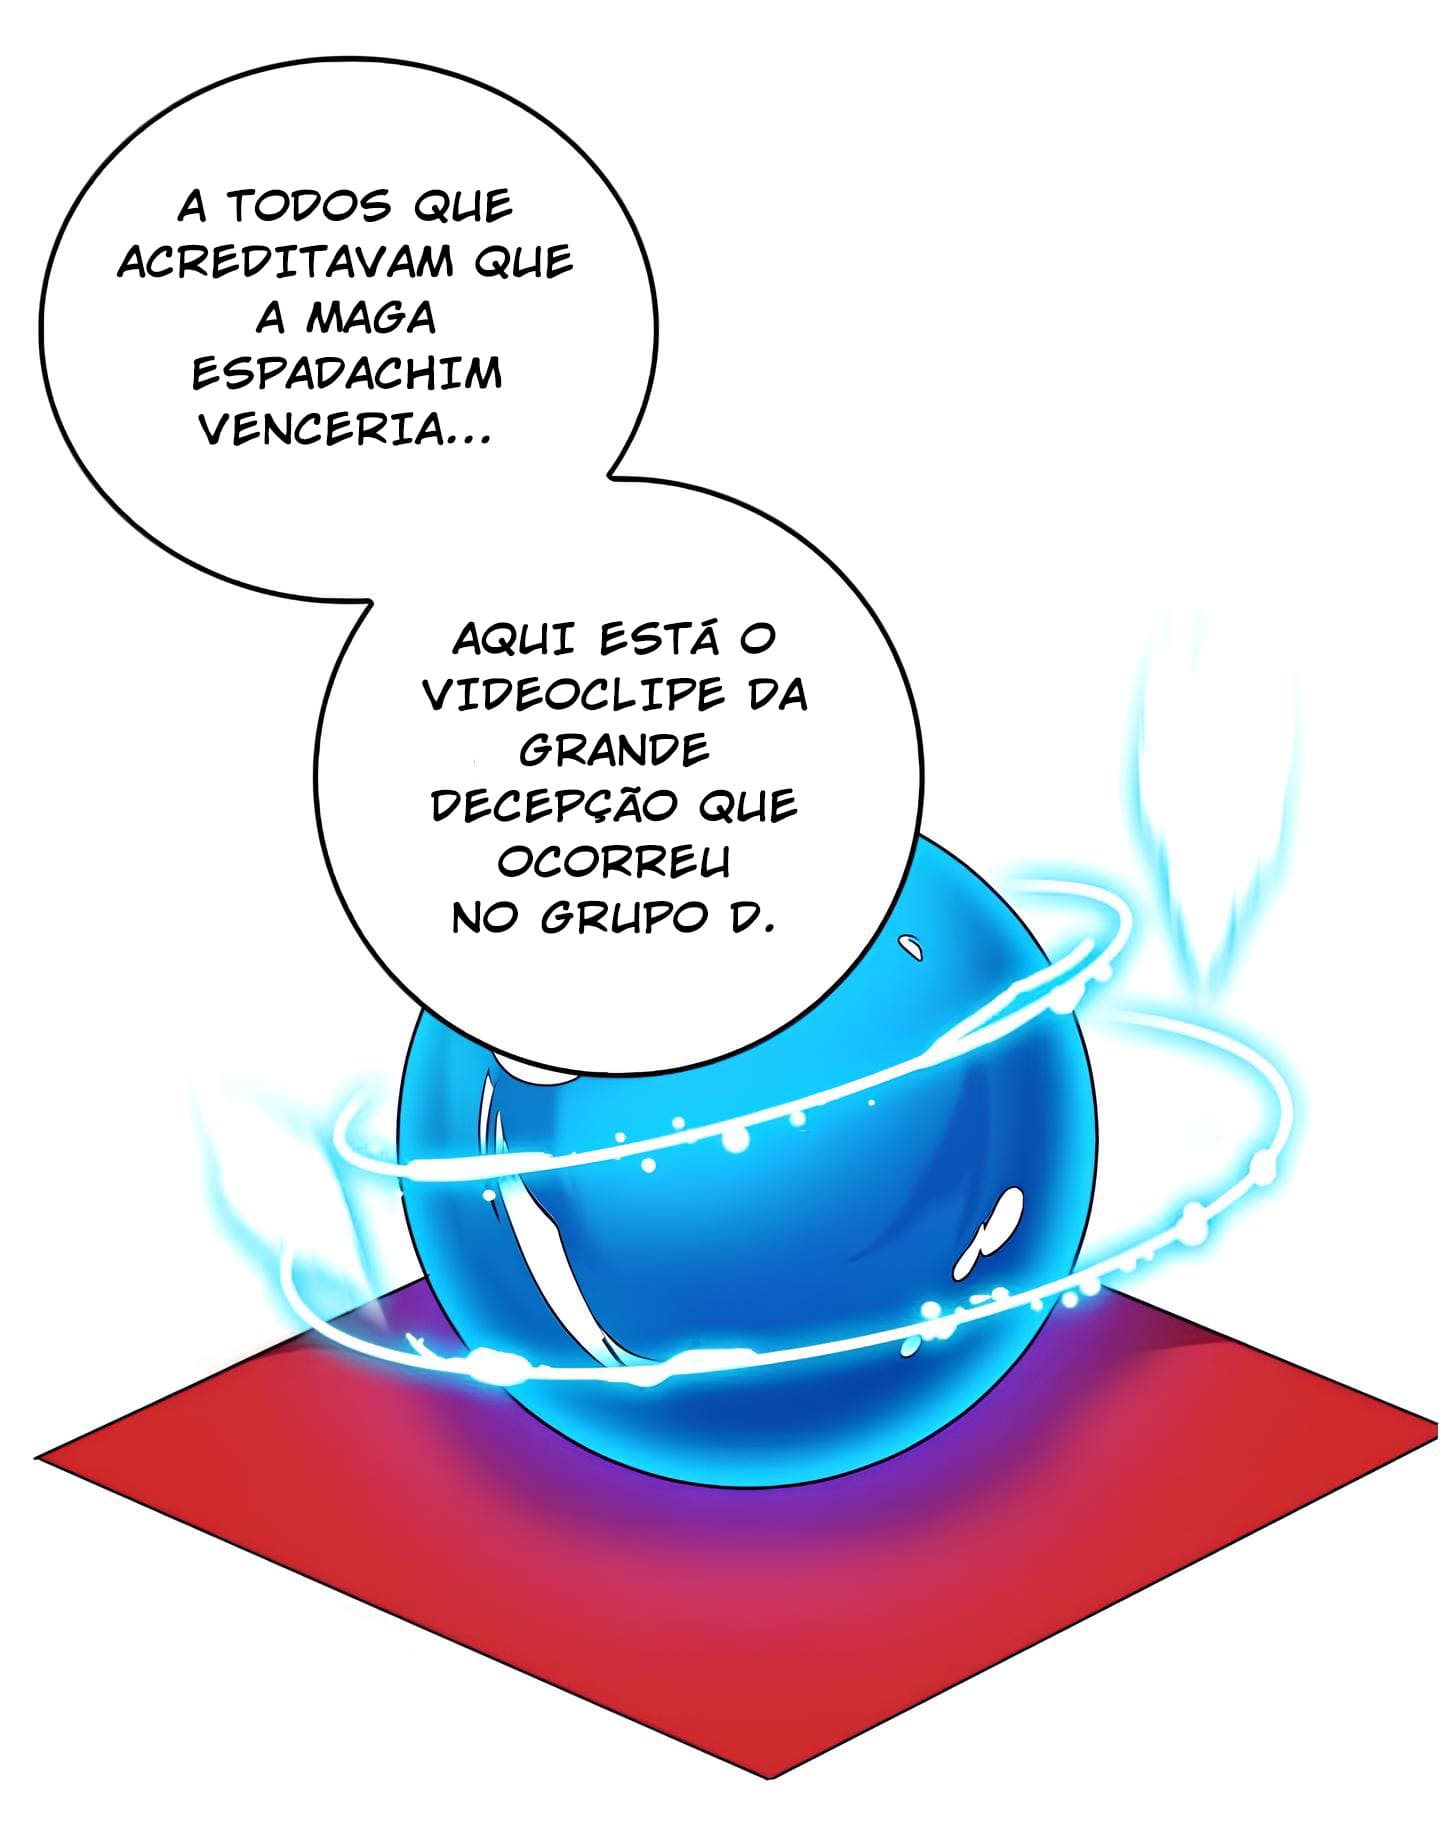 A TODOS QUE
ACREDITAVAM QUE
A MAGA
ESPADACHIM
VENCERIA...
AQUI ESTÁ O
VIDEOCLIPE DA
GRANDE
DECEPÇÃO QUE
OCORREU
NO GRUPO D.